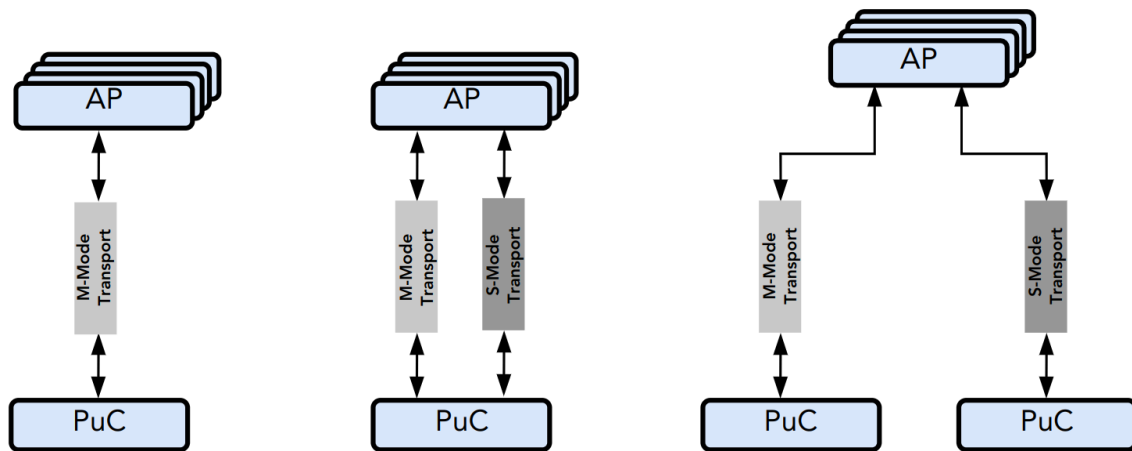 AP
M-Mode
Transport
PuC
AP
M-Mode
Transport
S-Mode
Transport
PuC
AP
M-Mode
Transport
S-Mode
Transport
PuC
PuC